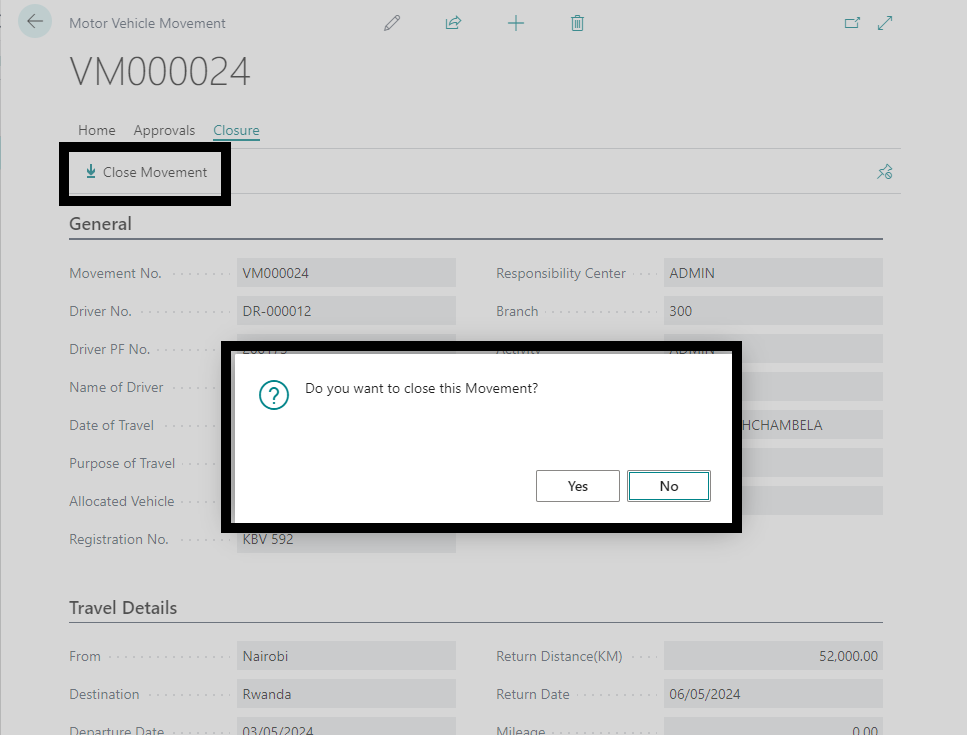 Motor Vehicle Movement
VM000024
Home Approvals Closure
Close Movement
General
Movement No. VM000024 Responsibility Center ADMIN
Driver No. DR-000012 Branch 300
Driver PF No. Activity ADMIN
Name of Driver
Do you want to close this Movement?
Date of Travel HCHAMBELA
Purpose of Travel
Yes No
Allocated Vehicle
Registration No. KBV 592
Travel Details
From Nairobi Return Distance(KM) 52,000.00
Destination Rwanda Return Date 06/05/2024
Departure Date 03/05/2024 Mileage 0.00